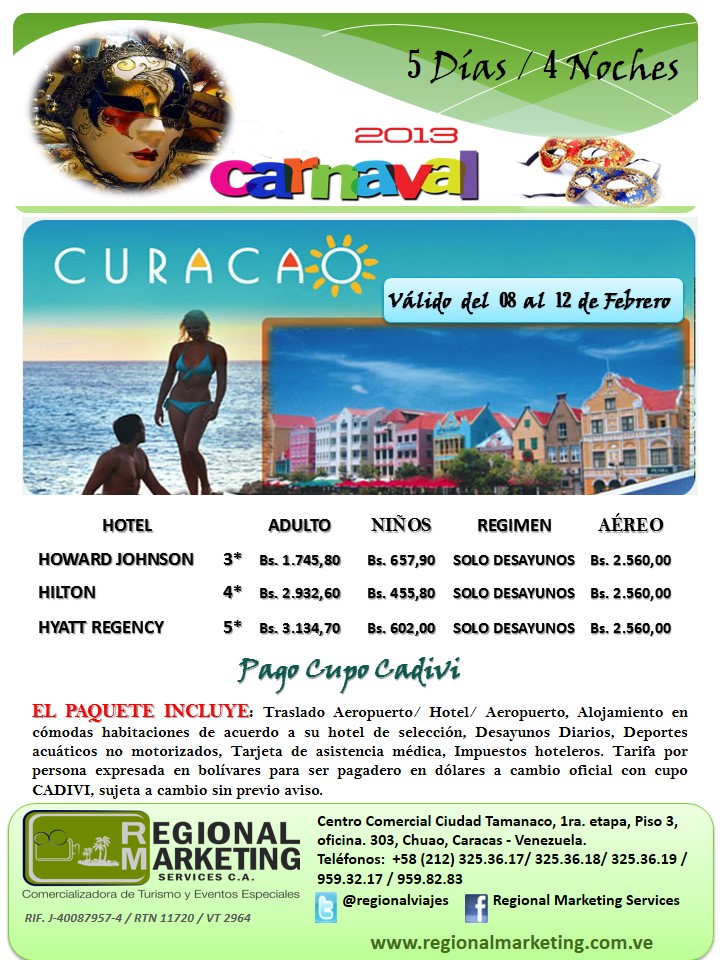 5 Días / 4 Noches
2013
carnaval
CURACAO
Válido del 08 al 12 de Febrero
HOTEL ADULTO NIÑOS REGIMEN AÉREO
HOWARD JOHNSON 3* Bs. 1.745,80 Bs. 657,90 SOLO DESAYUNOS Bs. 2.560,00
HILTON 4* Bs. 2.932,60 Bs. 455,80 SOLO DESAYUNOS Bs. 2.560,00
HYATT REGENCY 5* Bs. 3.134,70 Bs. 602,00 SOLO DESAYUNOS Bs. 2.560,00
Pago Cupo Cadivi
EL PAQUETE INCLUYE: Traslado Aeropuerto/ Hotel/ Aeropuerto, Alojamiento en
cómodas habitaciones de acuerdo a su hotel de selección, Desayunos Diarios, Deportes
acuáticos no motorizados, Tarjeta de asistencia médica, Impuestos hoteleros. Tarifa por
persona expresada en bolívares para ser pagadero en dólares a cambio oficial con cupo
CADIVI, sujeta a cambio sin previo aviso.
REGIONAL
MARKETING
SERVICES C.A.
Comercializadora de Turismo y Eventos Especiales
RIF. J-40087957-4 / RTN 11720 / VT 2964
Centro Comercial Ciudad Tamanaco, 1ra. etapa, Piso 3,
oficina. 303, Chuao, Caracas - Venezuela.
Teléfonos: +58 (212) 325.36.17/ 325.36.18/ 325.36.19 /
959.32.17 / 959.82.83
@regionalviajes Regional Marketing Services
www.regionalmarketing.com.ve